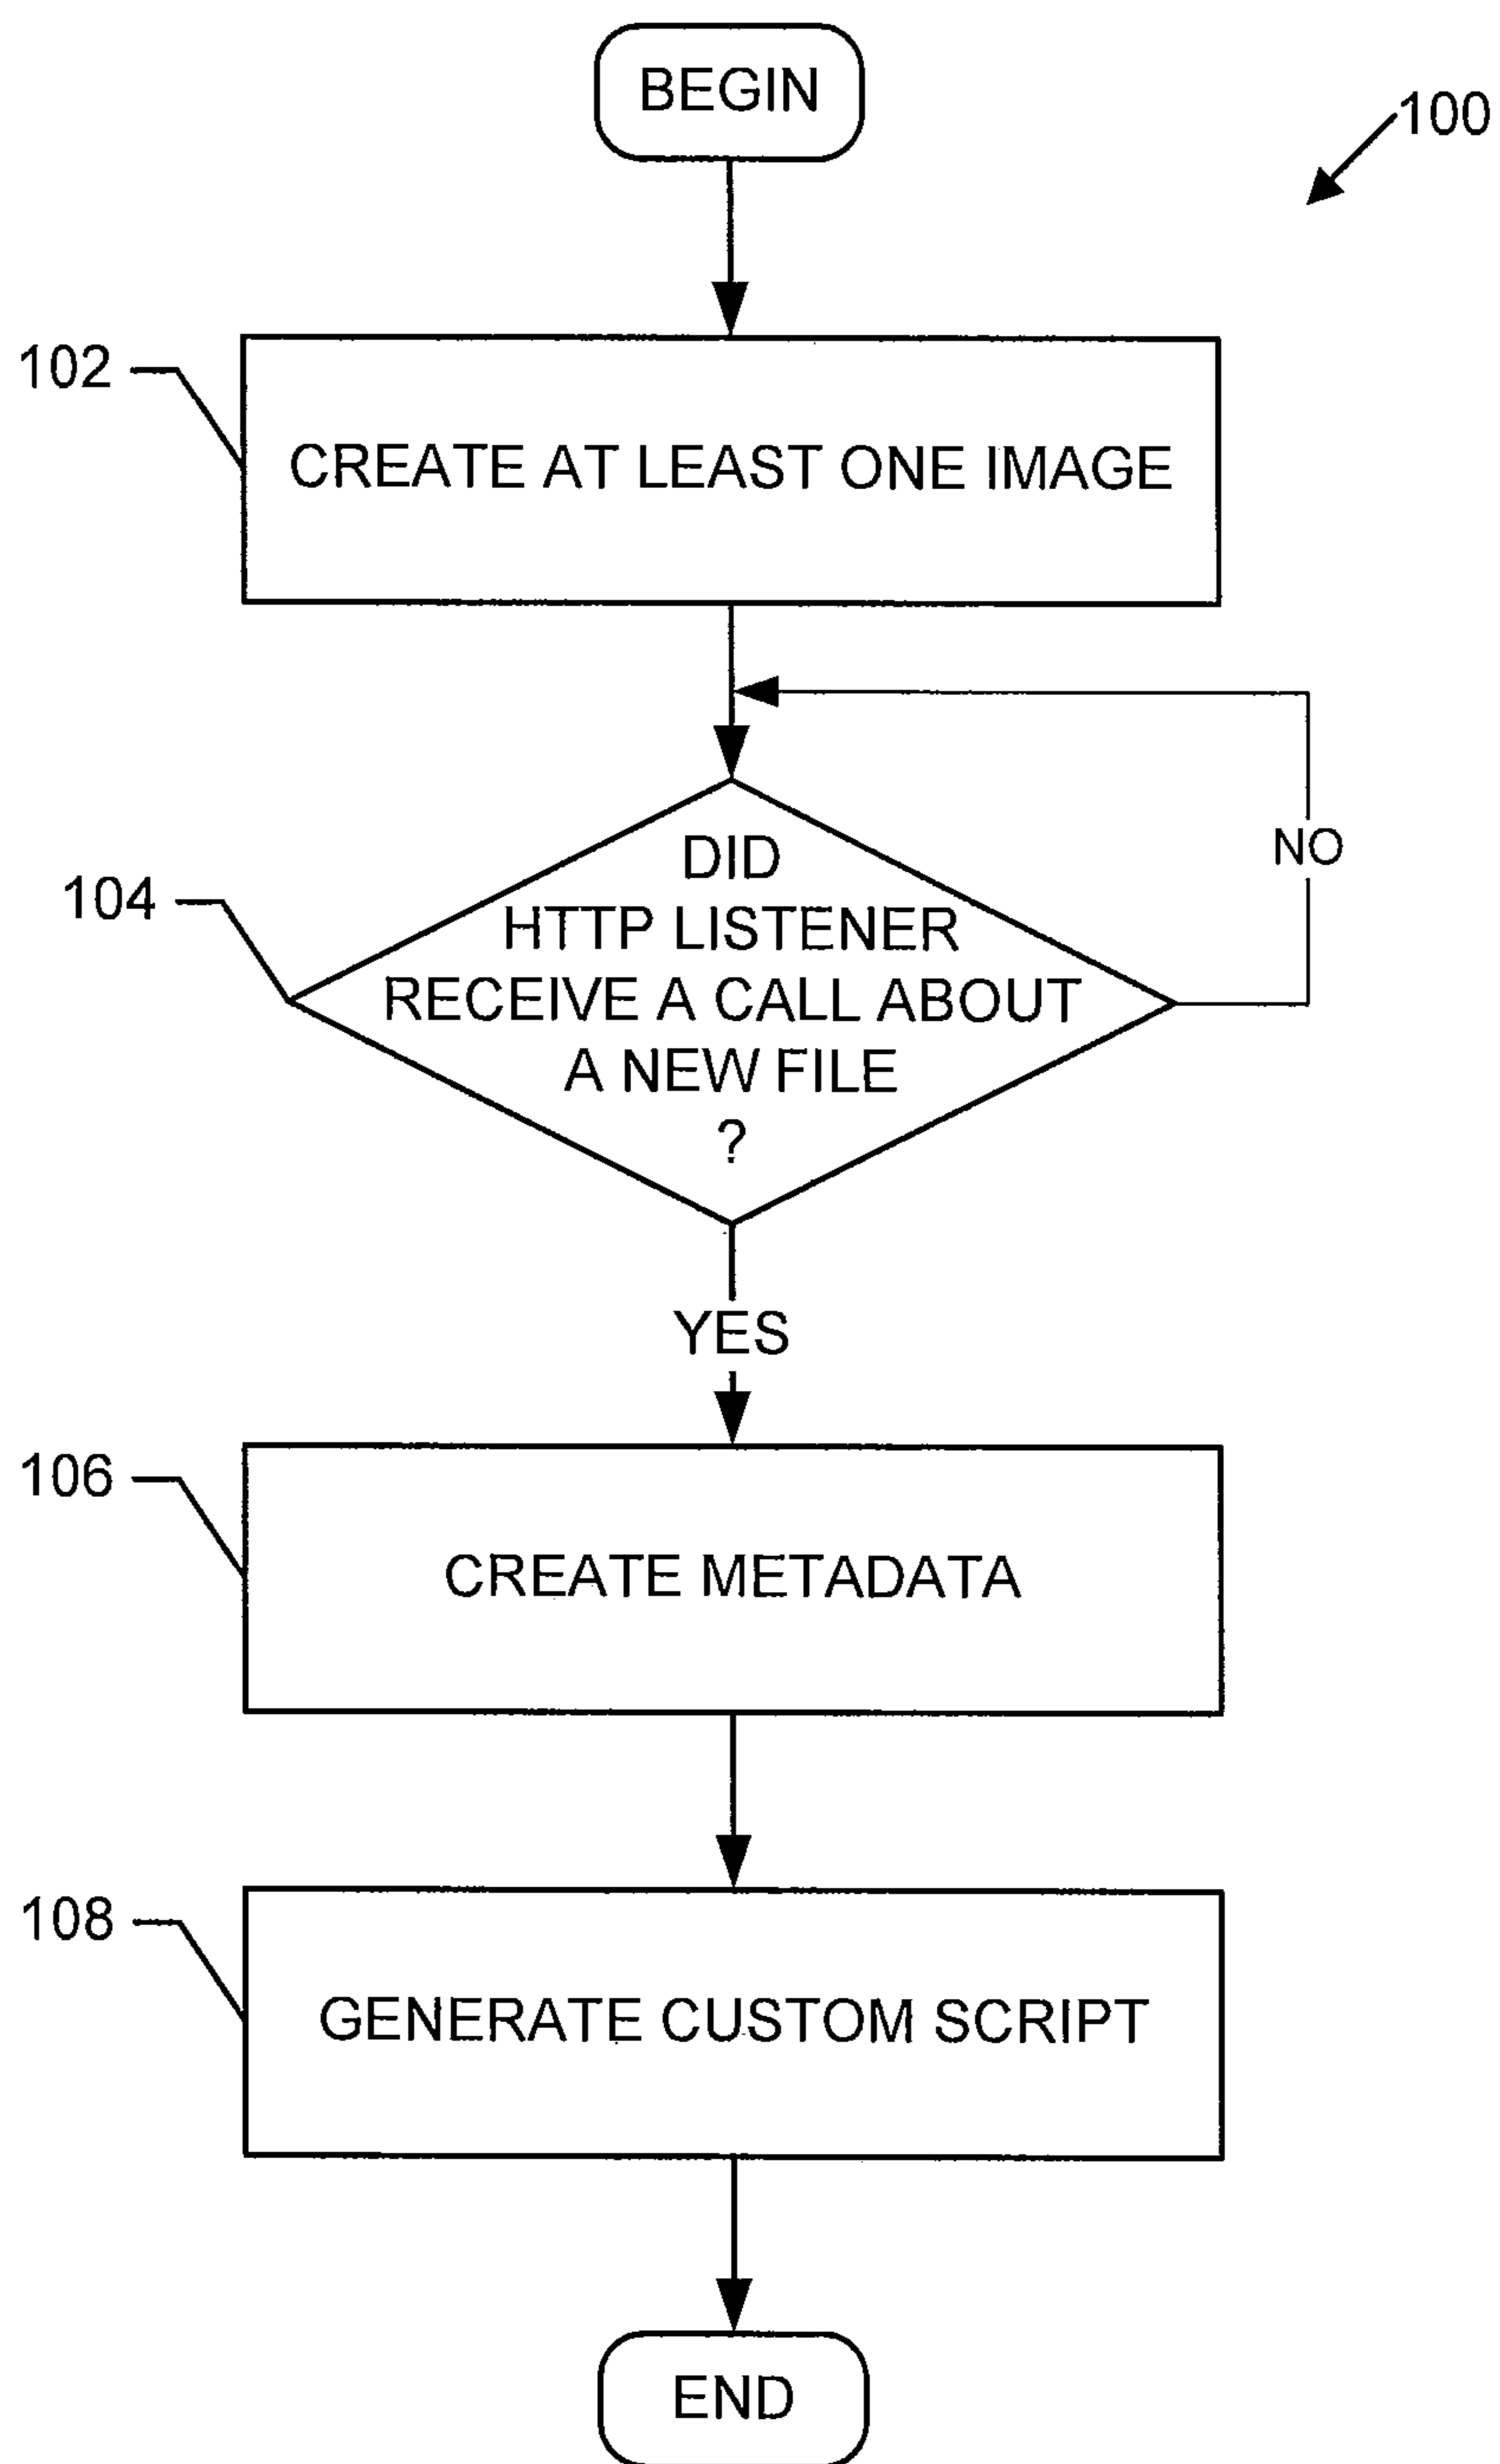 BEGIN
100
102
CREATE AT LEAST ONE IMAGE
104
DID
HTTP LISTENER
RECEIVE A CALL ABOUT
A NEW FILE
?
NO
YES
106
CREATE METADATA
108
GENERATE CUSTOM SCRIPT
END